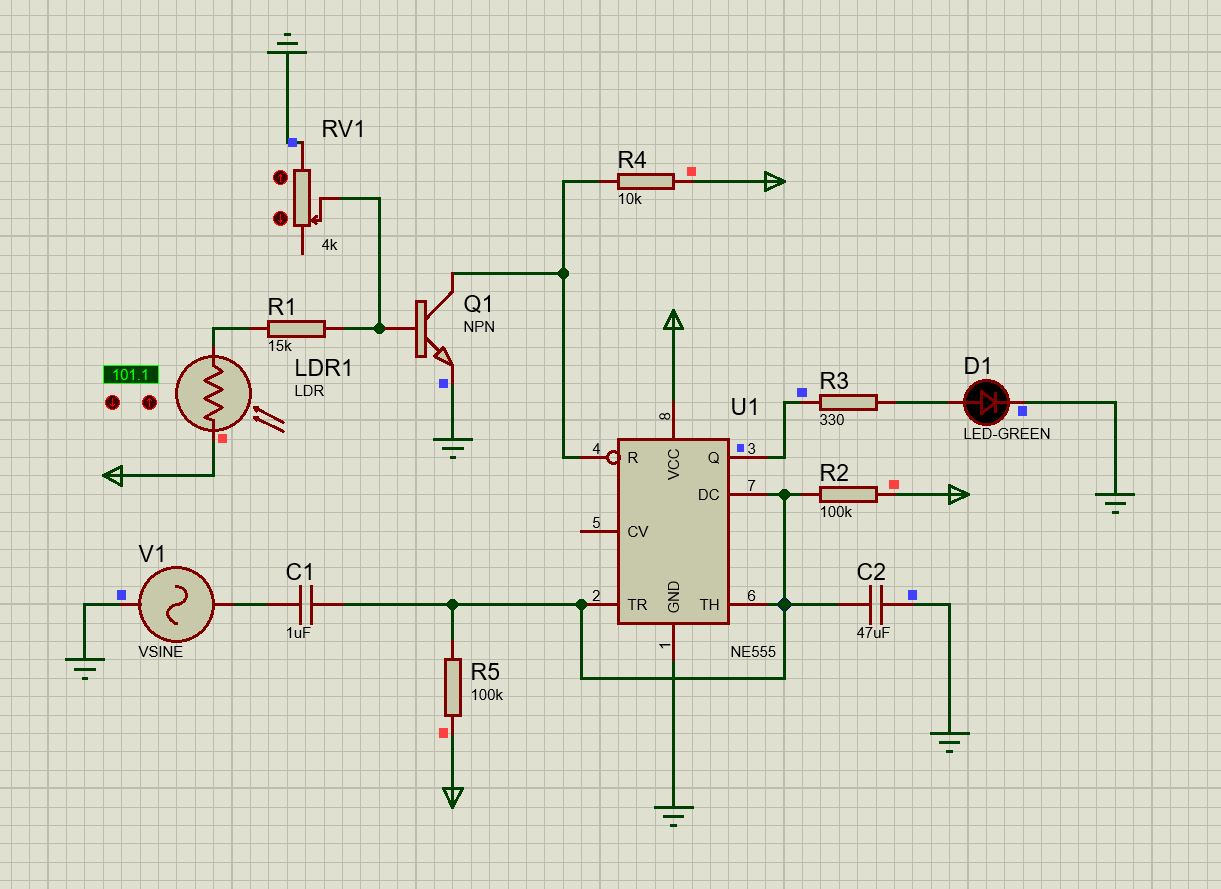 RV1
4k
R4
10k
R1
15k
Q1
NPN
LDR1
LDR
101.1
D1
LED-GREEN
R3
330
U1
8
4
R
VCC
Q
3
DC
7
R2
100k
5
CV
V1
VSINE
C1
1uF
2
TR
GND
TH
6
1
NE555
C2
47uF
R5
100k